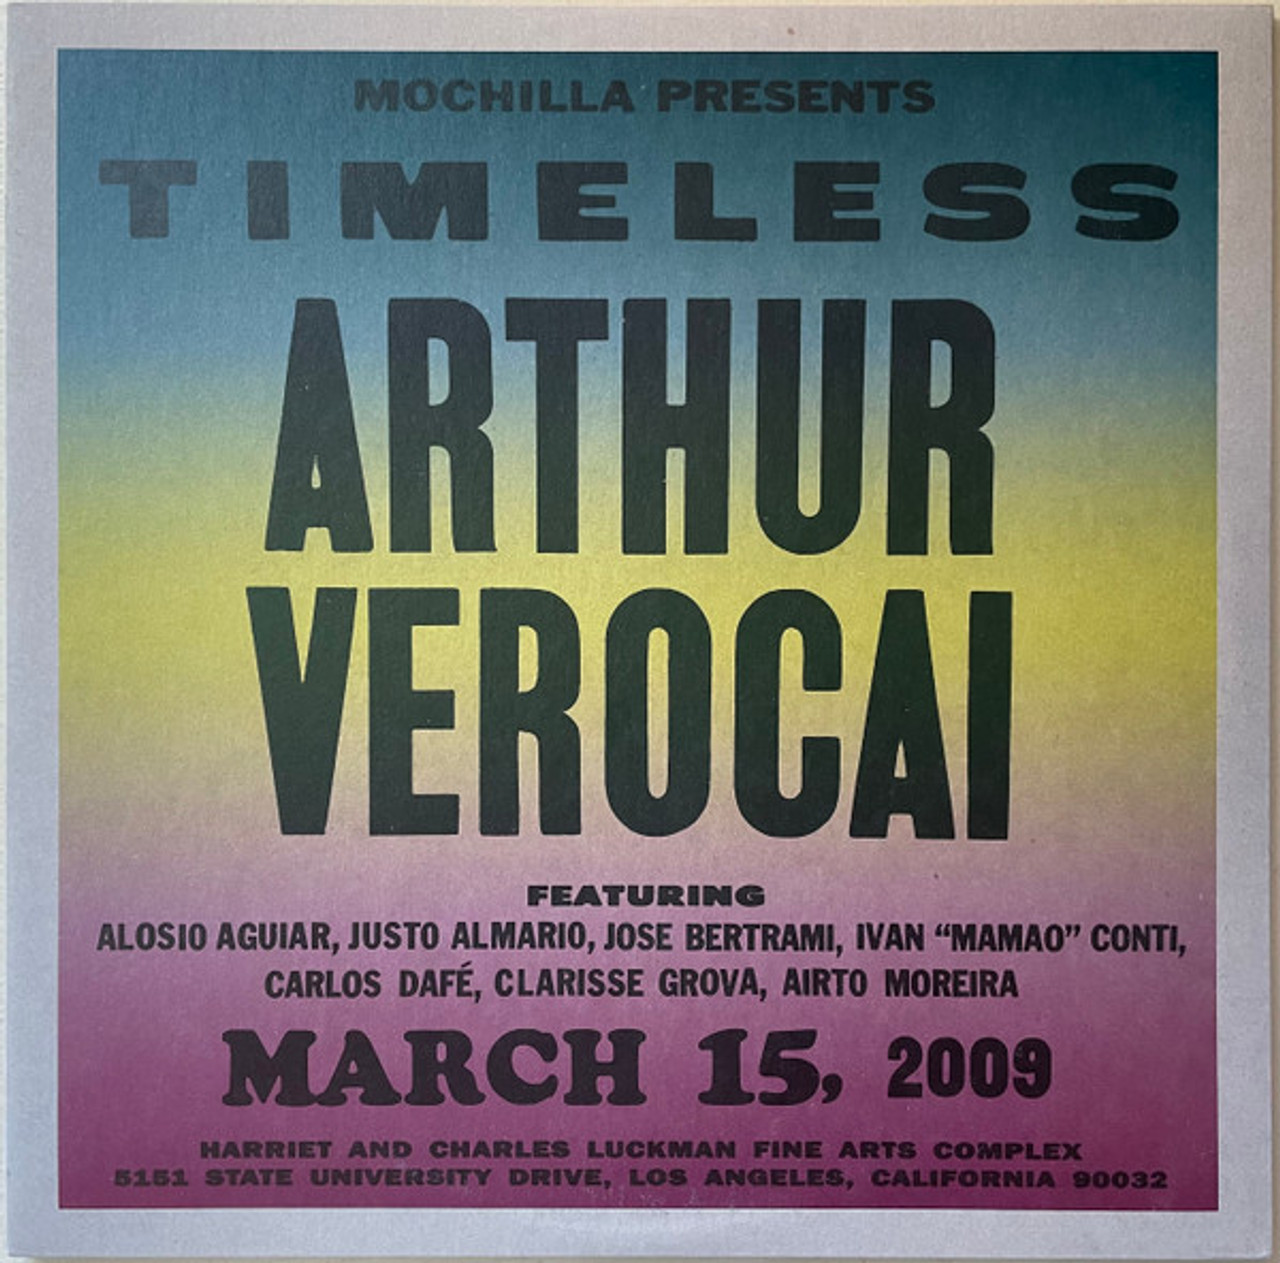 MOCHILLA PRESENTS
TIMELESS
ARTHUR
VEROCAI
FEATURING
ALOSIO AGUIAR, JUSTO ALMARIO, JOSE BERTRAMI, IVAN “MAMAO” CONTI,
CARLOS DAFÉ, CLARISSE GROVA, AIRTO MOREIRA
MARCH 15, 2009
HARRIET AND CHARLES LUCKMAN FINE ARTS COMPLEX
5151 STATE UNIVERSITY DRIVE, LOS ANGELES, CALIFORNIA 90032